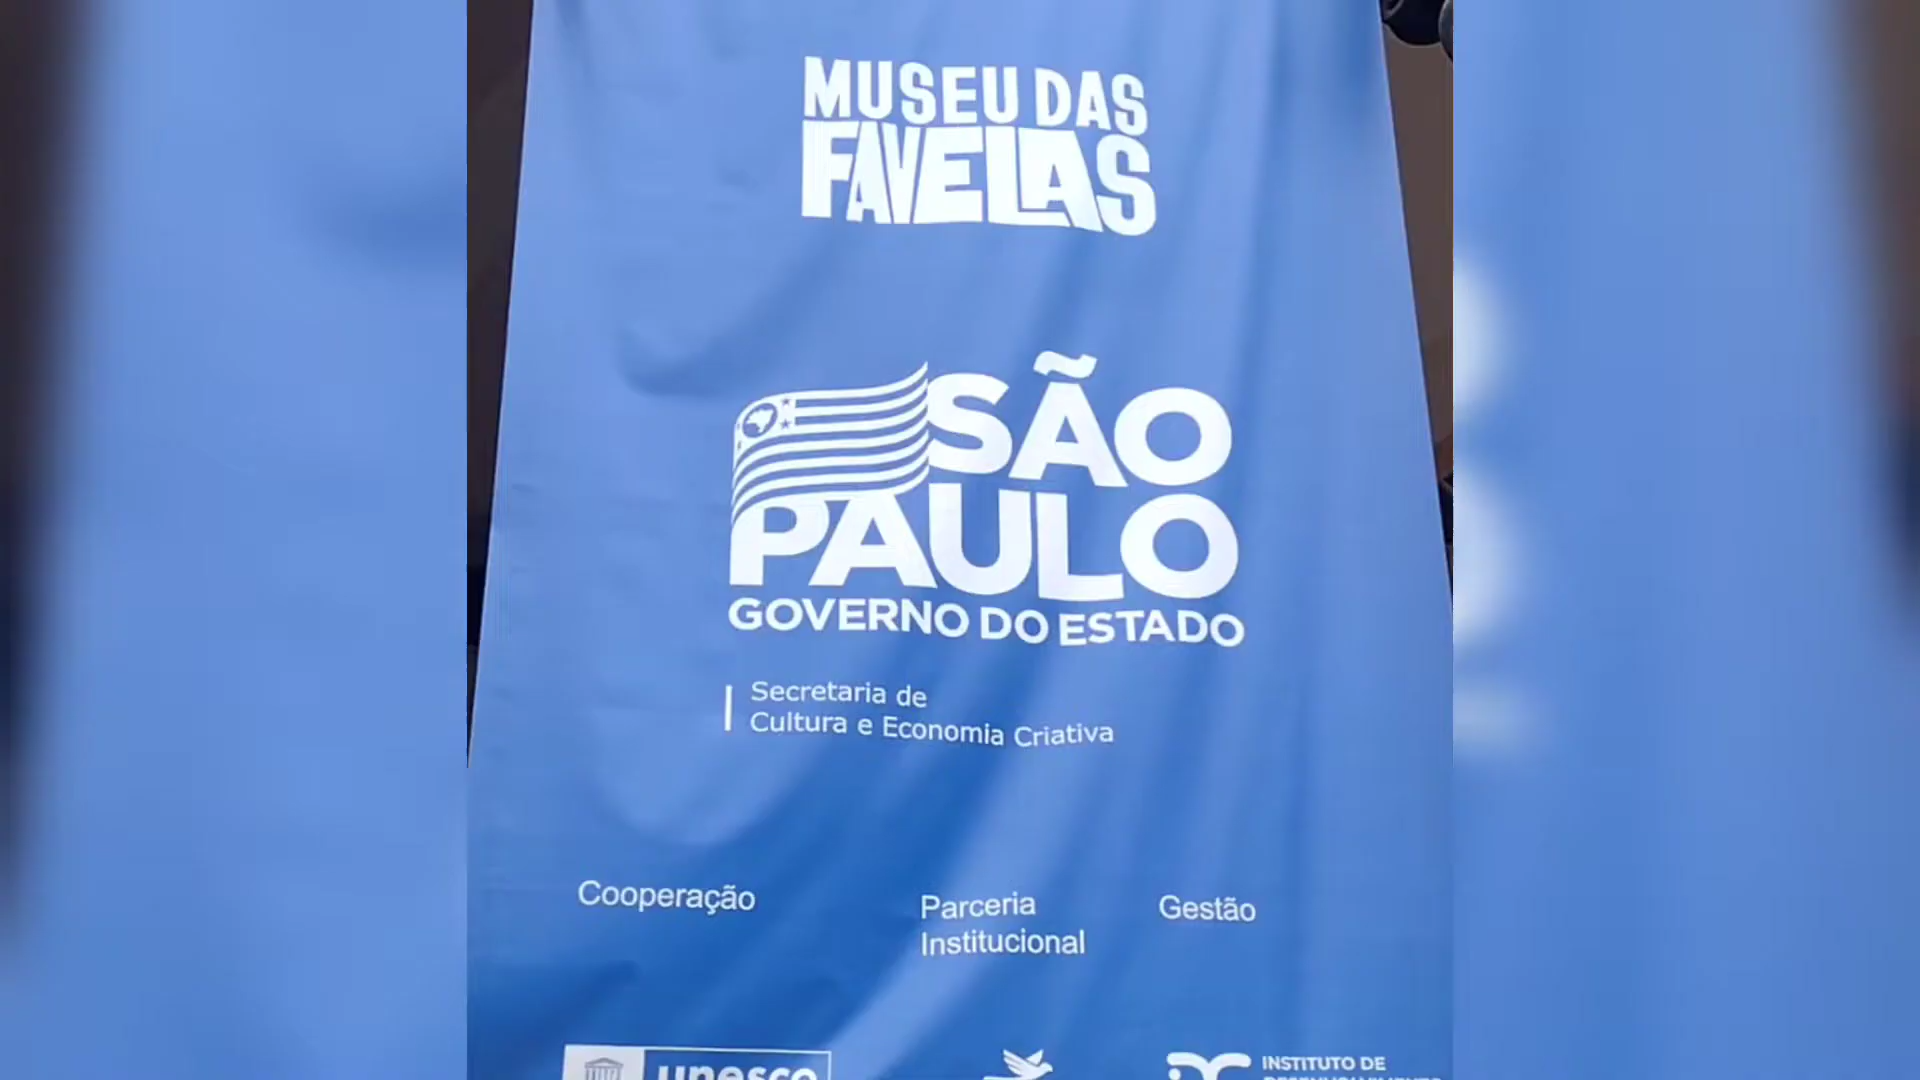 MUSEU DAS
FAVELAS
SÃO
PAULO
GOVERNO DO ESTADO
Secretaria de
Cultura e Economia Criativa
Cooperação
Parceria
Institucional
Gestão
unesco
INSTITUTO DE